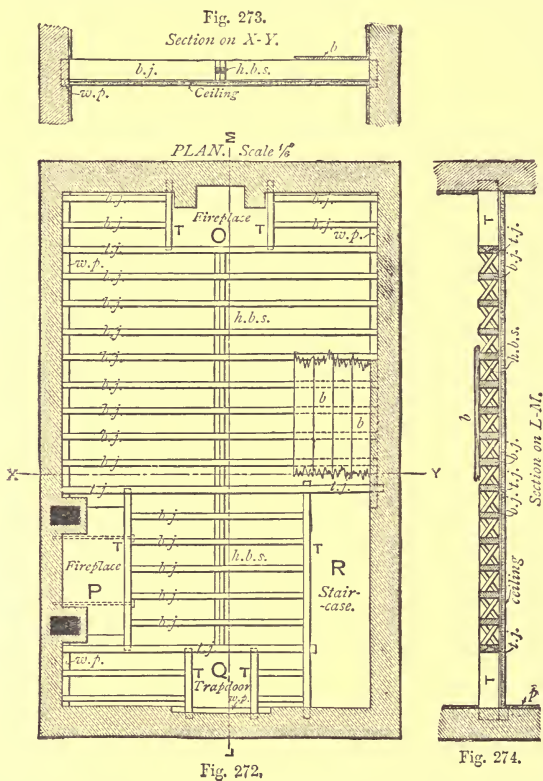 Fig. 273.
Section on X-Y.
b
b.j.
h.b.s.
w.p.
Ceiling
M
PLAN. Scale 1/6"
b.j.
b.j.
Fireplace
b.j.
T
O
T
b.j.
w.p.
t.j.
w.p.
b.j.
b.j.
h.b.s.
b.j.
b.j.
b.j.
b
b.j.
b.j.
b
b.j.
X
Y
t.j.
t.j.
b.j.
T
b.j.
h.b.s.
T
Fireplace
b.j.
R
P
b.j.
Stair-
-case.
b.j.
t.j.
w.p.
T
Q
T
Trapdoor
w.p.
L
Fig. 272.
T
b.j. t.j.
h.b.s.
b
Section on L-M.
b.j. t.j. b.j.
ceiling
t.j.
T
p
Fig. 274.